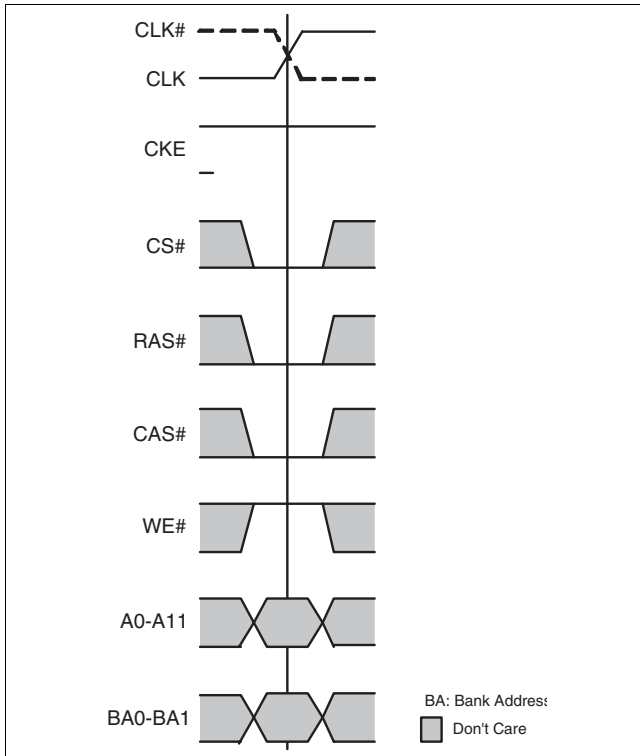 CLK#
CLK
CKE
CS#
RAS#
CAS#
WE#
A0-A11
BA0-BA1
BA: Bank Address
Don't Care